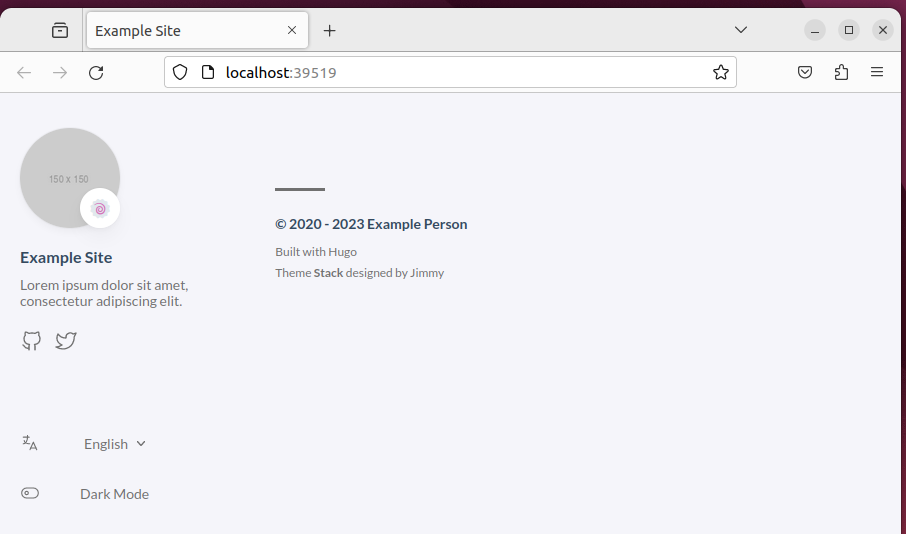 Example Site
localhost:39519
150 x 150
Example Site
Lorem ipsum dolor sit amet,
consectetur adipiscing elit.
English
Dark Mode
© 2020 - 2023 Example Person
Built with Hugo
Theme Stack designed by Jimmy